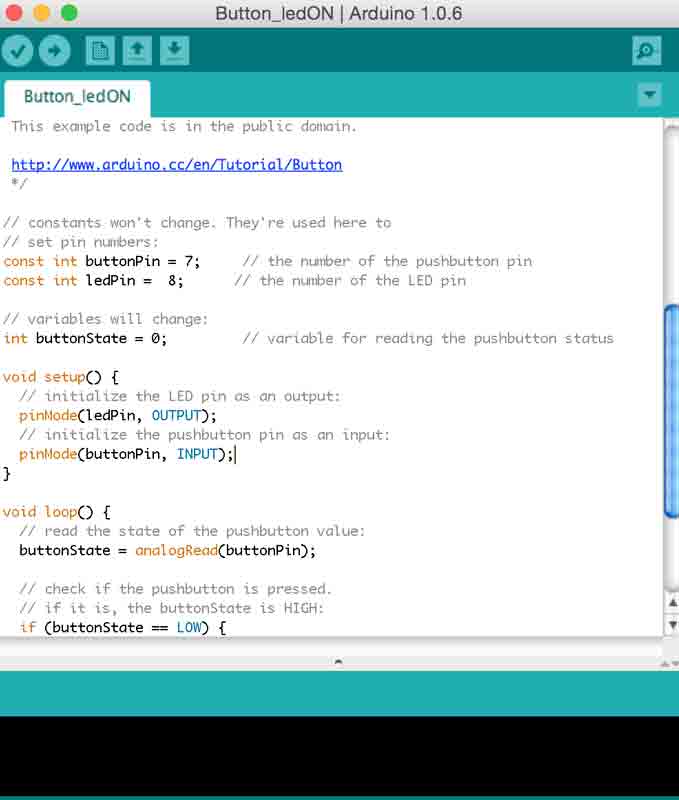 Button_ledON | Arduino 1.0.6
Button_ledON
This example code is in the public domain.
http://www.arduino.cc/en/Tutorial/Button
*/
// constants won't change. They're used here to
// set pin numbers:
const int buttonPin = 7;     // the number of the pushbutton pin
const int ledPin =  8;      // the number of the LED pin
// variables will change:
int buttonState = 0;         // variable for reading the pushbutton status
void setup() {
// initialize the LED pin as an output:
pinMode(ledPin, OUTPUT);
// initialize the pushbutton pin as an input:
pinMode(buttonPin, INPUT);
}
void loop() {
// read the state of the pushbutton value:
buttonState = analogRead(buttonPin);
// check if the pushbutton is pressed.
// if it is, the buttonState is HIGH:
if (buttonState == LOW) {